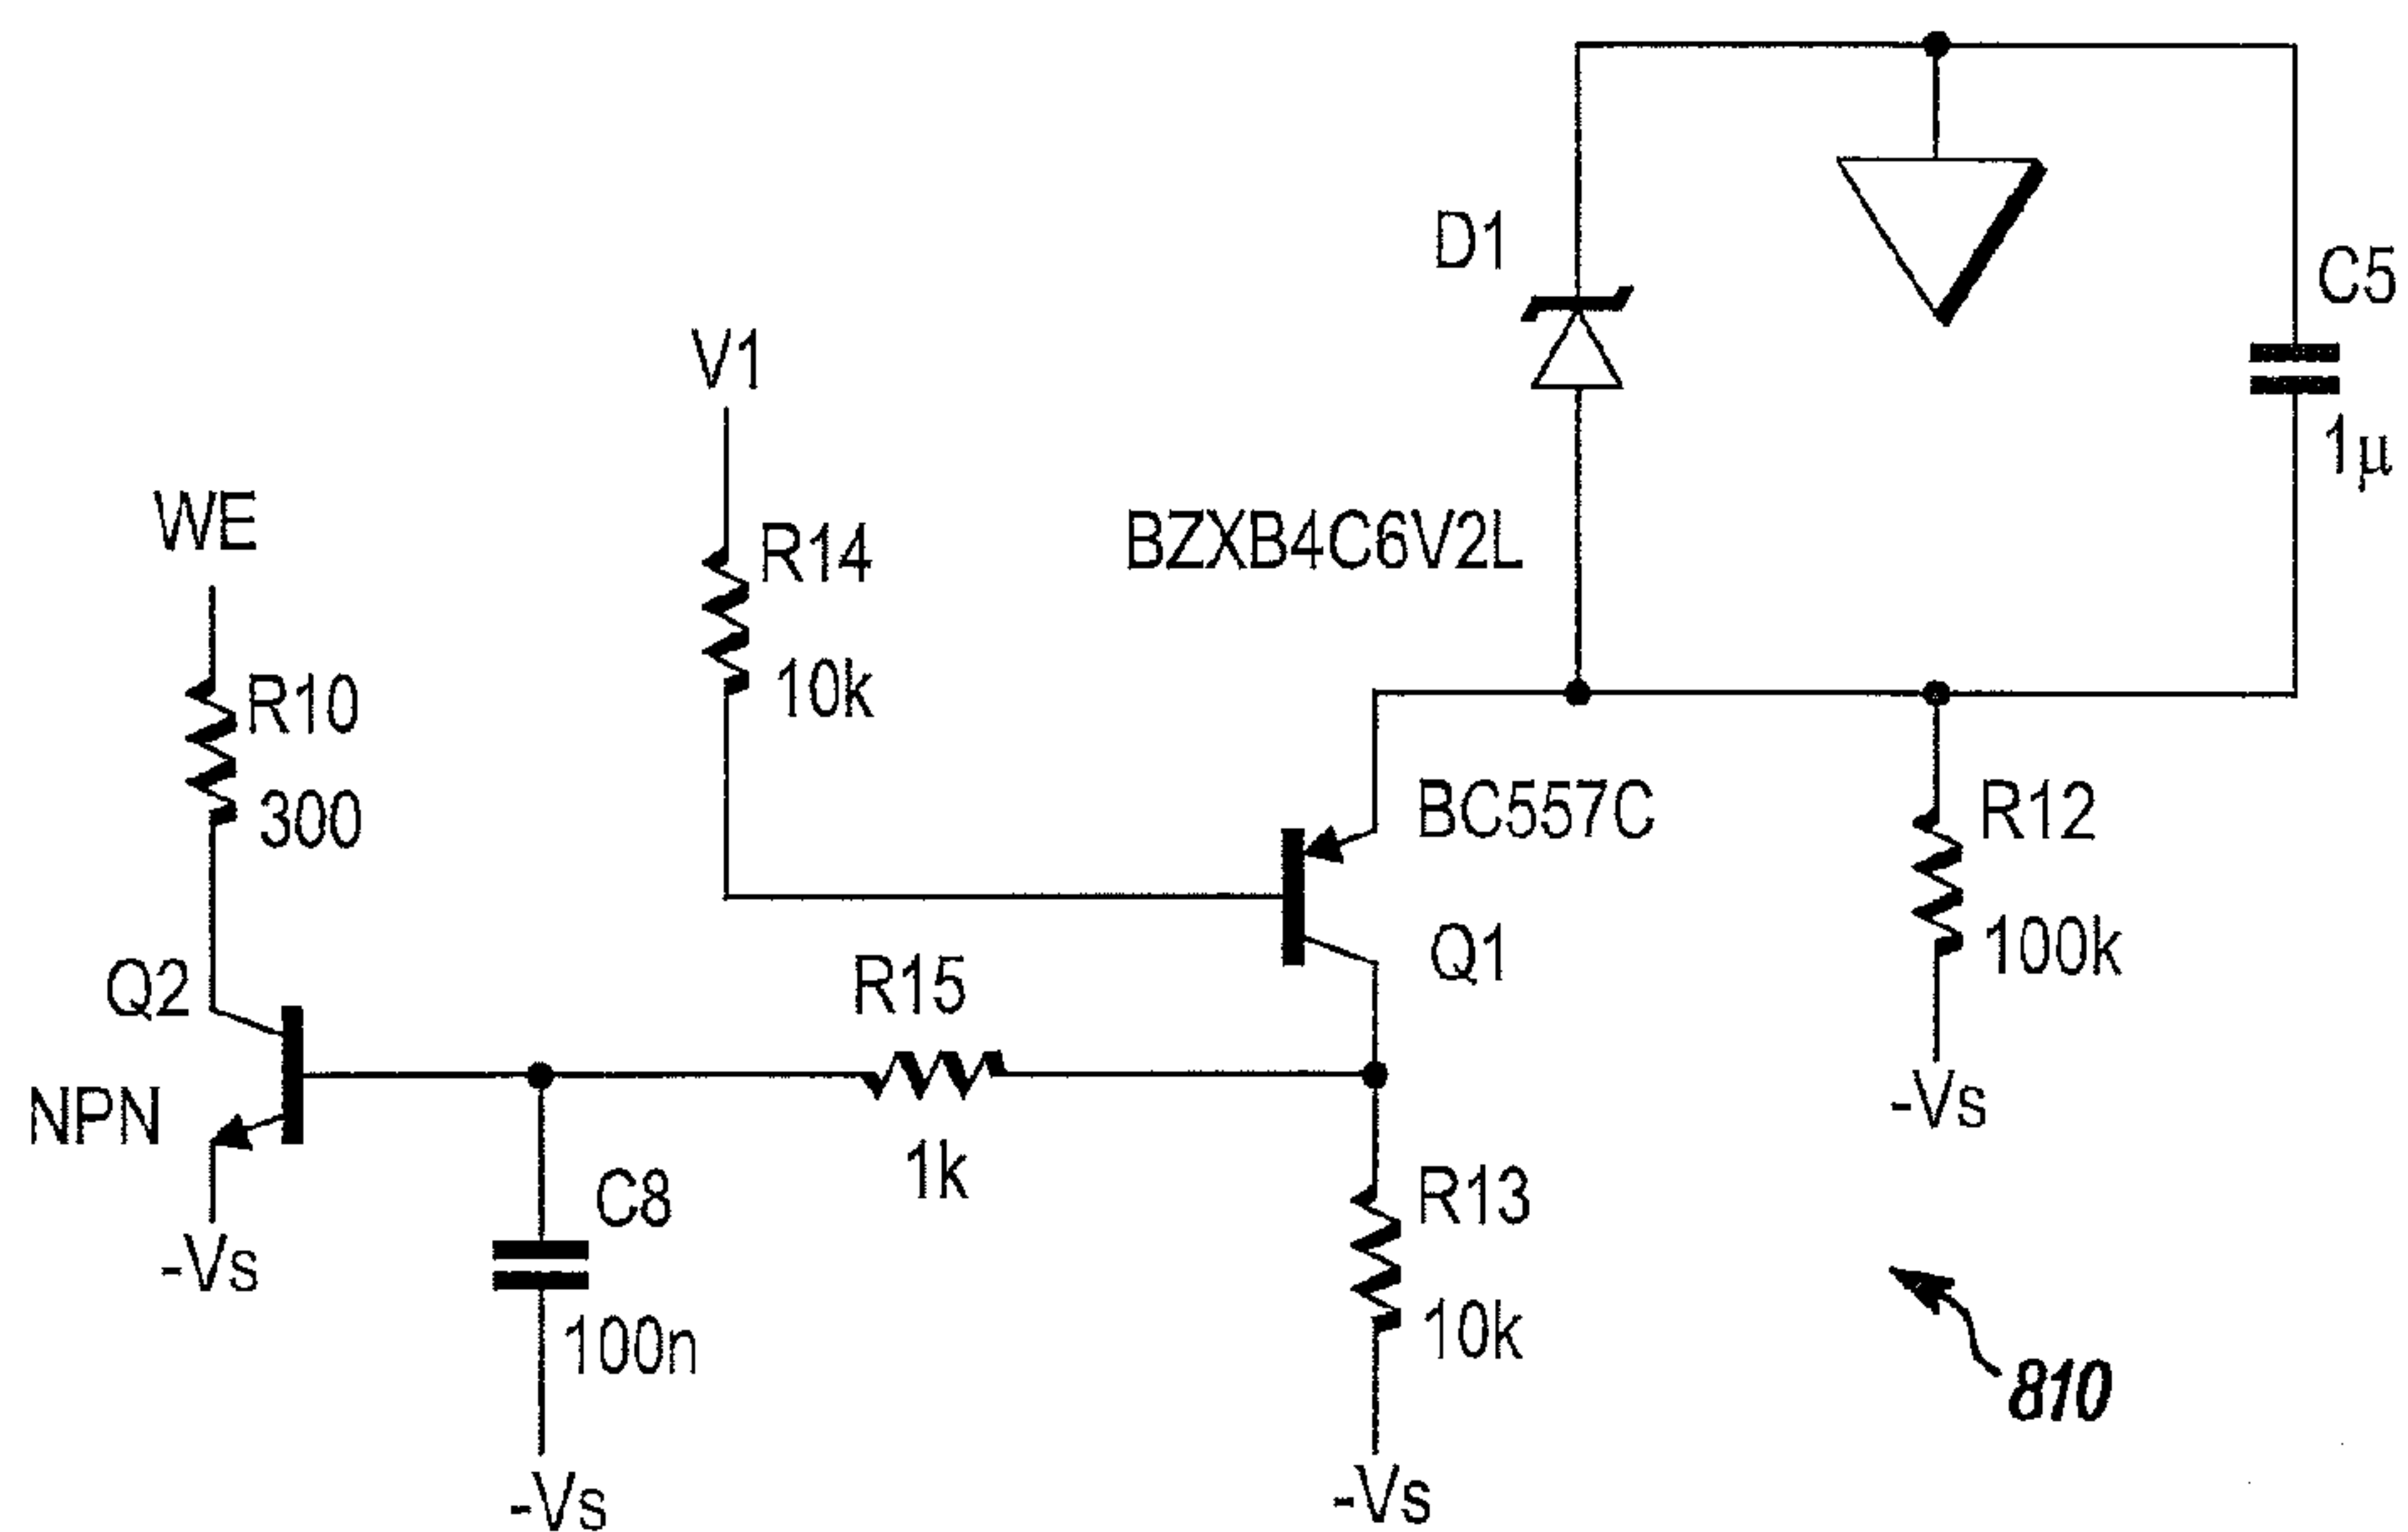 D1
C5
1µ
V1
WE
R14
10k
BZXB4C6V2L
R10
300
BC557C
Q1
R12
100k
-Vs
Q2
NPN
-Vs
R15
1k
C8
100n
-Vs
R13
10k
-Vs
810